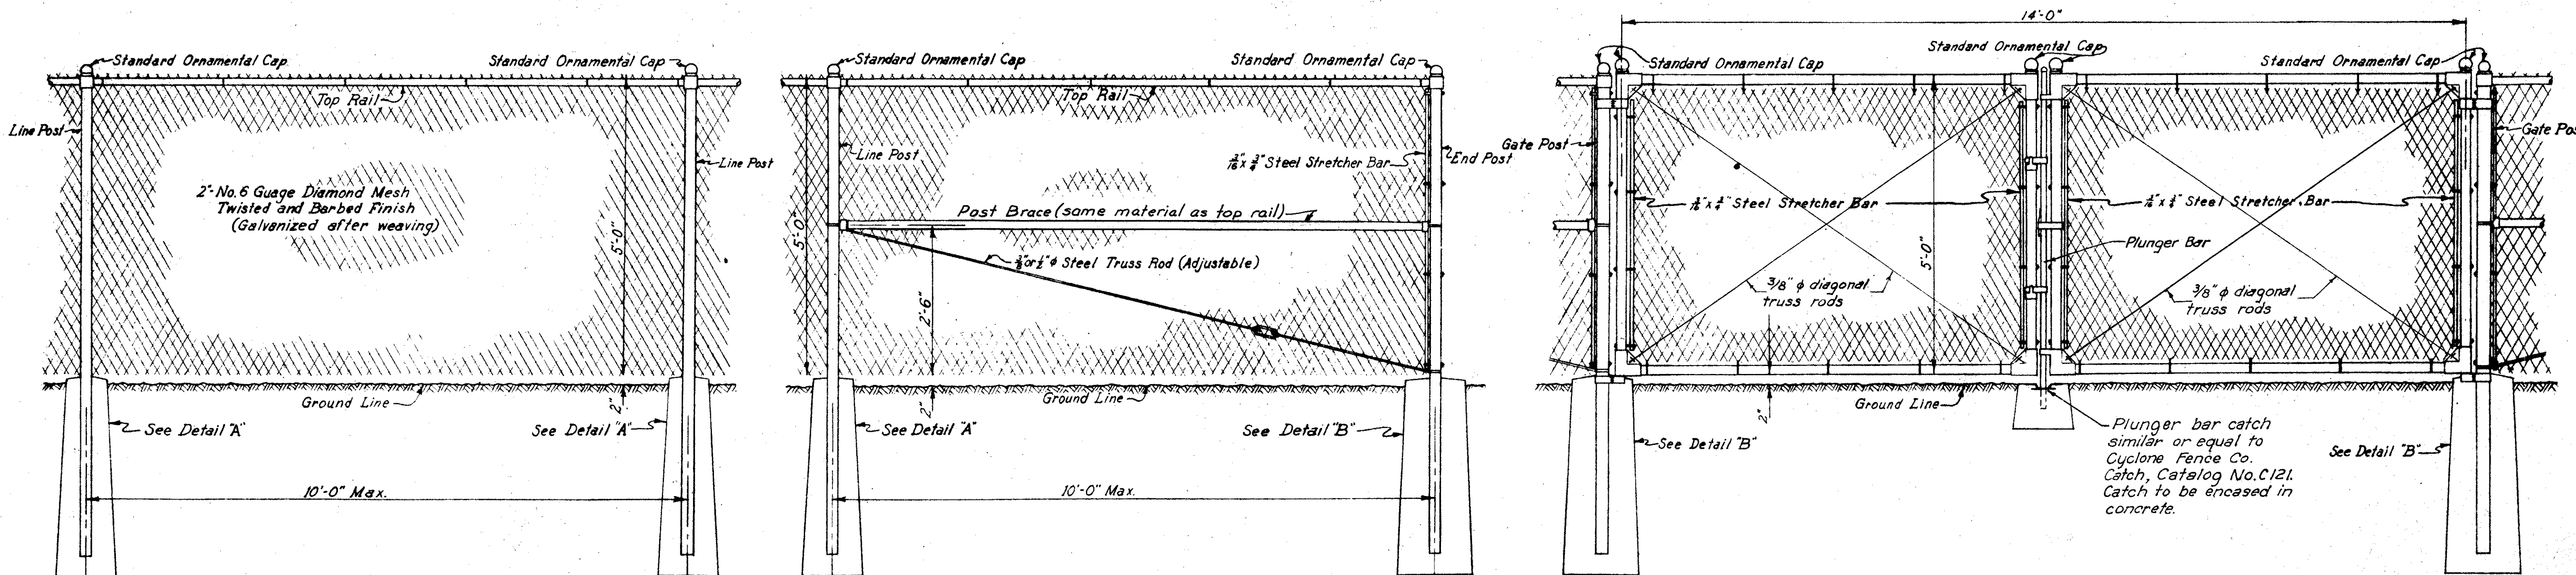 Standard Ornamental Cap
Standard Ornamental Cap
Top Rail
Line Post
Line Post
2"-No.6 Guage Diamond Mesh
Twisted and Barbed Finish
(Galvanized after weaving)
5'-0"
2"
Ground Line
See Detail "A"
See Detail "A"
10'-0" Max.
Standard Ornamental Cap
Standard Ornamental Cap
Top Rail
Line Post
3/16" x 3/4" Steel Stretcher Bar
End Post
5'-0"
Post Brace (same material as top rail)
3/8" or 1/2" φ Steel Truss Rod (Adjustable)
2'-6"
2"
Ground Line
See Detail "A"
See Detail "B"
10'-0" Max.
14'-0"
Standard Ornamental Cap
Standard Ornamental Cap
Standard Ornamental Cap
Gate Post
Gate Pos
Steel Stretcher Bar
Steel Stretcher Bar
Plunger Bar
5'-0"
3/8" φ diagonal
truss rods
3/8" φ diagonal
truss rods
2"
Ground Line
See Detail "B"
Plunger bar catch
similar or equal to
Cyclone Fence Co.
Catch, Catalog No.C121.
Catch to be encased in
concrete.
See Detail "B"